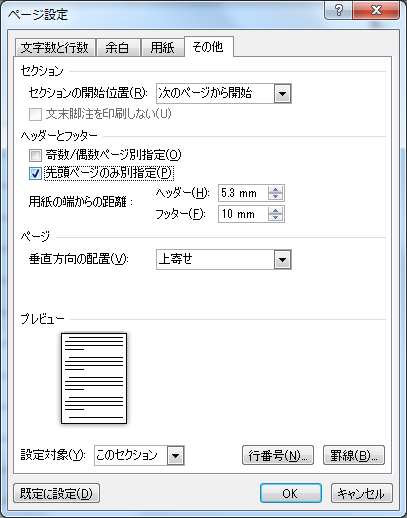 ページ設定
文字数と行数 余白 用紙 その他
セクション
セクションの開始位置(R): 次のページから開始
文末脚注を印刷しない(U)
ヘッダーとフッター
奇数/偶数ページ別指定(O)
先頭ページのみ別指定(P)
用紙の端からの距離: ヘッダー(H): 5.3 mm
フッター(F): 10 mm
ページ
垂直方向の配置(V): 上寄せ
プレビュー
設定対象(Y): このセクション 行番号(N)... 罫線(B)...
既定に設定(D) OK キャンセル